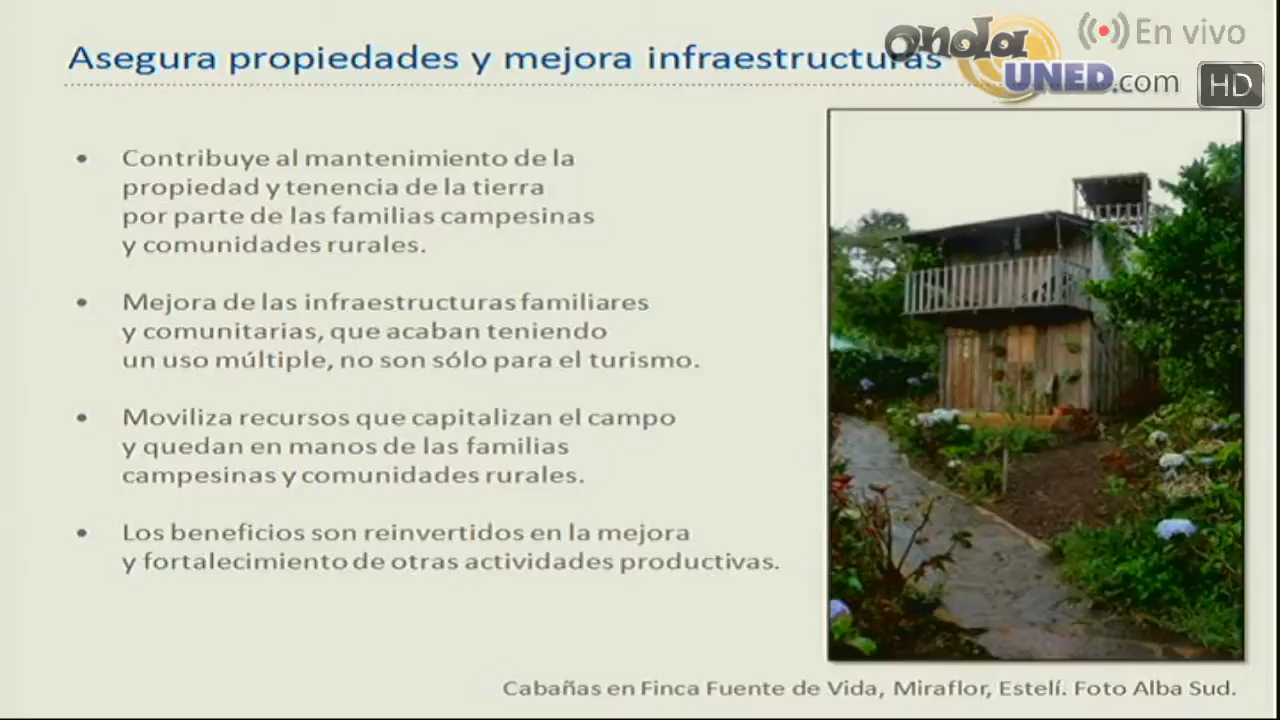 Asegura propiedades y mejora infraestructuras
onda
UNED.com
En vivo
HD
• Contribuye al mantenimiento de la
propiedad y tenencia de la tierra
por parte de las familias campesinas
y comunidades rurales.
• Mejora de las infraestructuras familiares
y comunitarias, que acaban teniendo
un uso múltiple, no son sólo para el turismo.
• Moviliza recursos que capitalizan el campo
y quedan en manos de las familias
campesinas y comunidades rurales.
• Los beneficios son reinvertidos en la mejora
y fortalecimiento de otras actividades productivas.
Cabañas en Finca Fuente de Vida, Miraflor, Estelí. Foto Alba Sud.